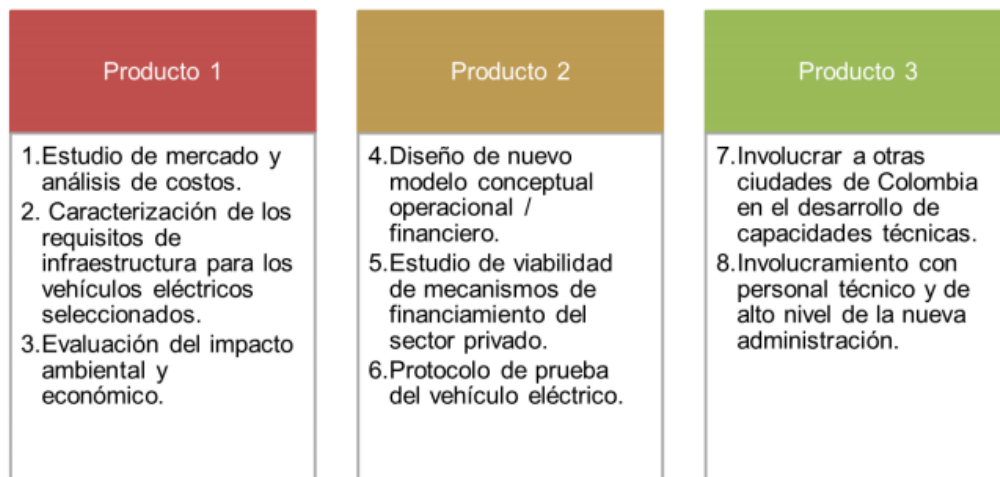 Producto 1
1.Estudio de mercado y
análisis de costos.
2. Caracterización de los
requisitos de
infraestructura para los
vehículos eléctricos
seleccionados.
3.Evaluación del impacto
ambiental y
económico.
Producto 2
4.Diseño de nuevo
modelo conceptual
operacional /
financiero.
5.Estudio de viabilidad
de mecanismos de
financiamiento del
sector privado.
6.Protocolo de prueba
del vehículo eléctrico.
Producto 3
7.Involucrar a otras
ciudades de Colombia
en el desarrollo de
capacidades técnicas.
8.Involucramiento con
personal técnico y de
alto nivel de la nueva
administración.